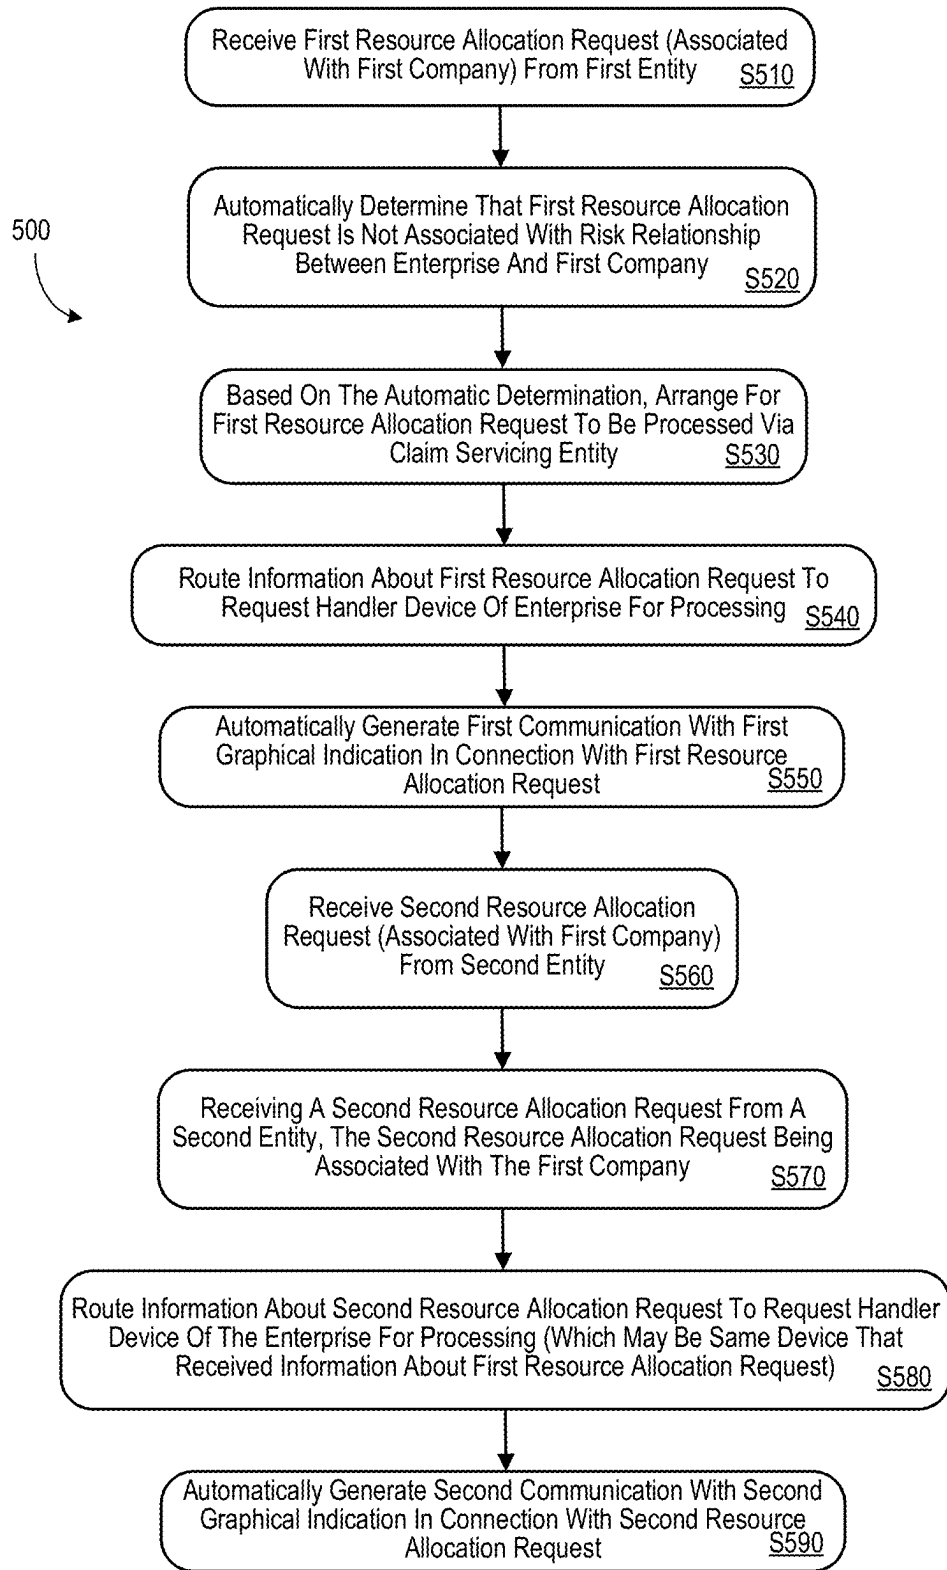 Receive First Resource Allocation Request (Associated
With First Company) From First Entity
S510
500
Automatically Determine That First Resource Allocation
Request Is Not Associated With Risk Relationship
Between Enterprise And First Company
S520
Based On The Automatic Determination, Arrange For
First Resource Allocation Request To Be Processed Via
Claim Servicing Entity
S530
Route Information About First Resource Allocation Request To
Request Handler Device Of Enterprise For Processing
S540
Automatically Generate First Communication With First
Graphical Indication In Connection With First Resource
Allocation Request
S550
Receive Second Resource Allocation
Request (Associated With First Company)
From Second Entity
S560
Receiving A Second Resource Allocation Request From A
Second Entity, The Second Resource Allocation Request Being
Associated With The First Company
S570
Route Information About Second Resource Allocation Request To Request Handler
Device Of The Enterprise For Processing (Which May Be Same Device That
Received Information About First Resource Allocation Request)
S580
Automatically Generate Second Communication With Second
Graphical Indication In Connection With Second Resource
Allocation Request
S590